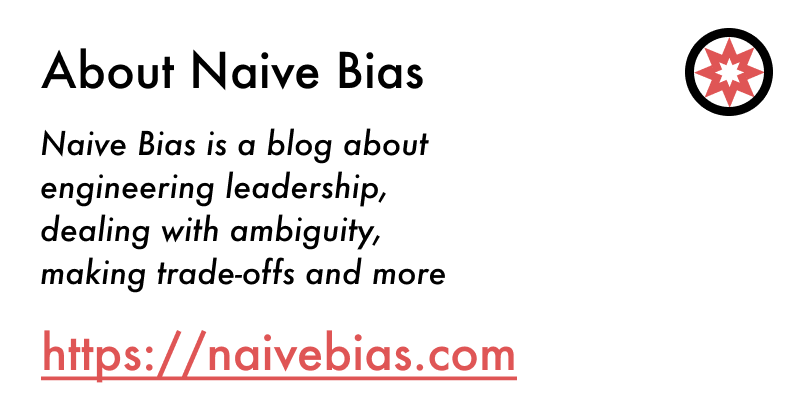 About Naive Bias
Naive Bias is a blog about
engineering leadership,
dealing with ambiguity,
making trade-offs and more
https://naivebias.com